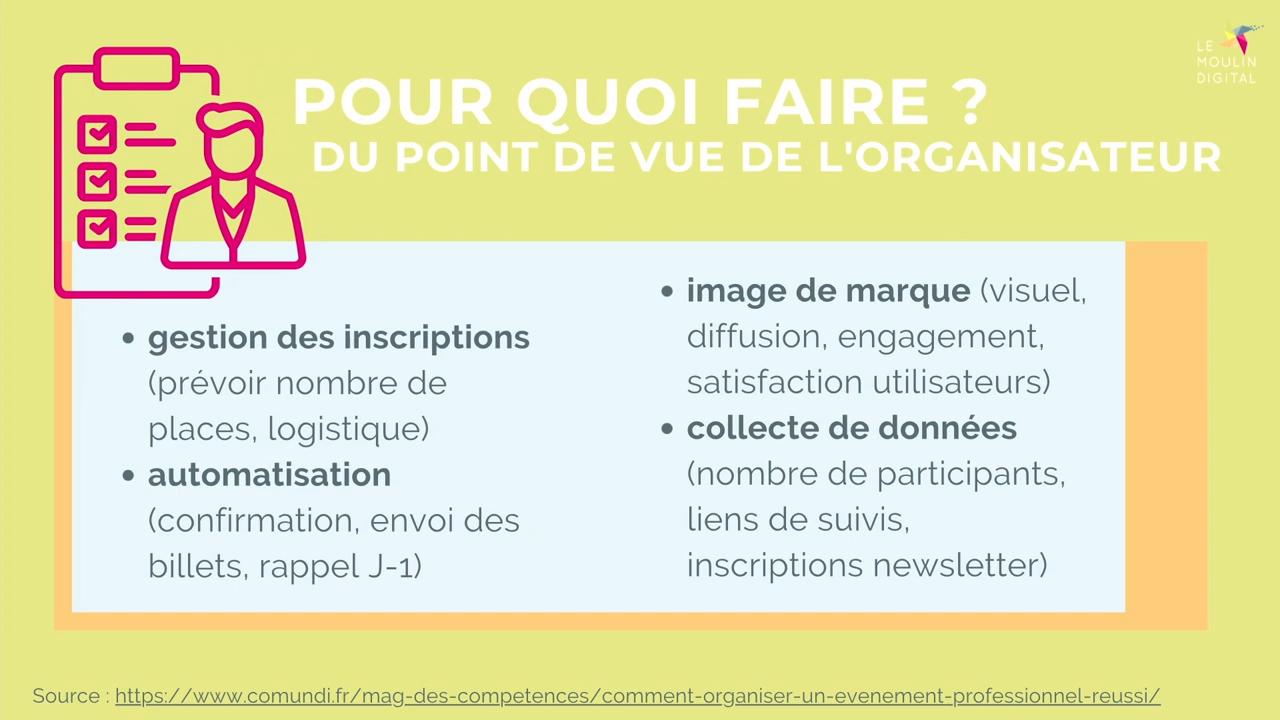 LE
MOULIN
DIGITAL
POUR QUOI FAIRE ?
DU POINT DE VUE DE L'ORGANISATEUR
• gestion des inscriptions
(prévoir nombre de
places, logistique)
• automatisation
(confirmation, envoi des
billets, rappel J-1)
• image de marque (visuel,
diffusion, engagement,
satisfaction utilisateurs)
• collecte de données
(nombre de participants,
liens de suivis,
inscriptions newsletter)
Source : https://www.comundi.fr/mag-des-competences/comment-organiser-un-evenement-professionnel-reussi/